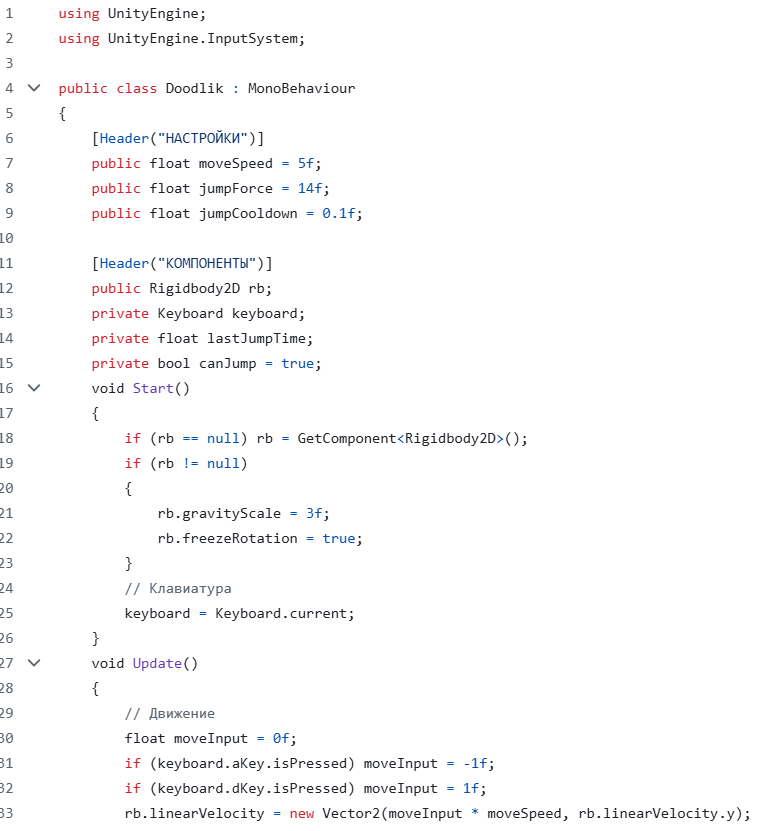 1 using UnityEngine;
2 using UnityEngine.InputSystem;
3
4 public class Doodlik : MonoBehaviour
5 {
6     [Header("НАСТРОЙКИ")]
7     public float moveSpeed = 5f;
8     public float jumpForce = 14f;
9     public float jumpCooldown = 0.1f;
10
11     [Header("КОМПОНЕНТЫ")]
12     public Rigidbody2D rb;
13     private Keyboard keyboard;
14     private float lastJumpTime;
15     private bool canJump = true;
16     void Start()
17     {
18         if (rb == null) rb = GetComponent<Rigidbody2D>();
19         if (rb != null)
20         {
21             rb.gravityScale = 3f;
22             rb.freezeRotation = true;
23         }
24         // Клавиатура
25         keyboard = Keyboard.current;
26     }
27     void Update()
28     {
29         // Движение
30         float moveInput = 0f;
31         if (keyboard.aKey.isPressed) moveInput = -1f;
32         if (keyboard.dKey.isPressed) moveInput = 1f;
33         rb.linearVelocity = new Vector2(moveInput * moveSpeed, rb.linearVelocity.y);